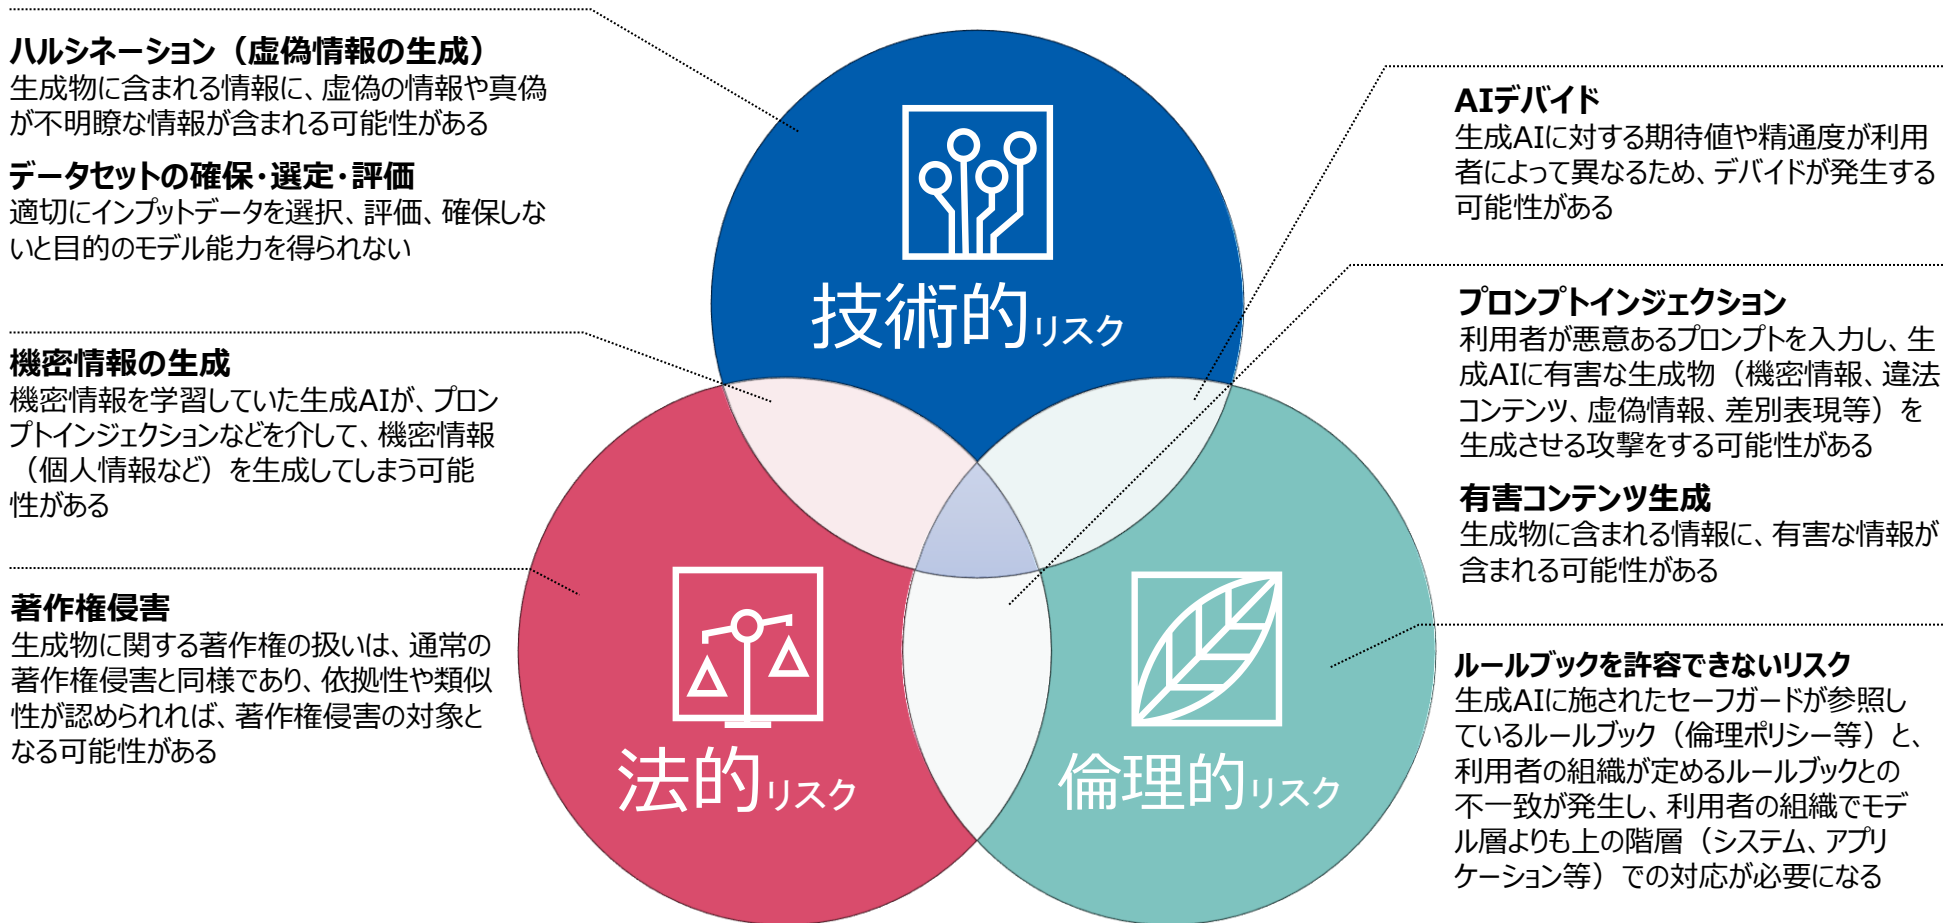 ハルシネーション（虚偽情報の生成）
生成物に含まれる情報に、虚偽の情報や真偽
が不明瞭な情報が含まれる可能性がある
データセットの確保・選定・評価
適切にインプットデータを選択、評価、確保しな
いと目的のモデル能力を得られない
機密情報の生成
機密情報を学習していた生成AIが、プロン
プトインジェクションなどを介して、機密情報
（個人情報など）を生成してしまう可能
性がある
著作権侵害
生成物に関する著作権の扱いは、通常の
著作権侵害と同様であり、依拠性や類似
性が認められれば、著作権侵害の対象と
なる可能性がある
技術的リスク
法的リスク
倫理的リスク
AIデバイド
生成AIに対する期待値や精通度が利用
者によって異なるため、デバイドが発生する
可能性がある
プロンプトインジェクション
利用者が悪意あるプロンプトを入力し、生
成AIに有害な生成物（機密情報、違法
コンテンツ、虚偽情報、差別表現等）を
生成させる攻撃をする可能性がある
有害コンテンツ生成
生成物に含まれる情報に、有害な情報が
含まれる可能性がある
ルールブックを許容できないリスク
生成AIに施されたセーフガードが参照し
ているルールブック（倫理ポリシー等）と、
利用者の組織が定めるルールブックとの
不一致が発生し、利用者の組織でモデ
ル層よりも上の階層（システム、アプリ
ケーション等）での対応が必要になる